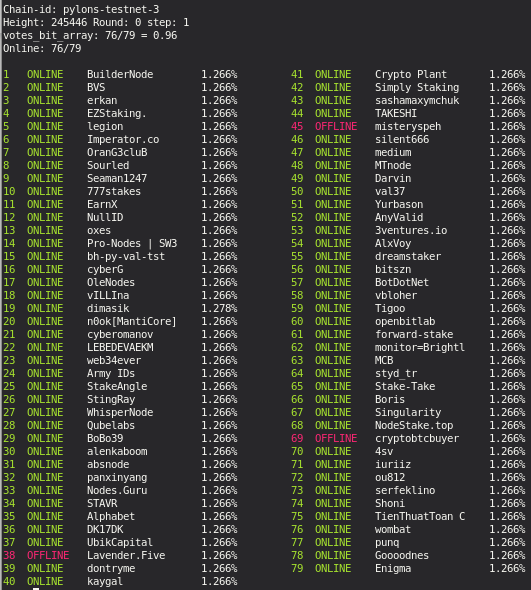 Chain-id: pylons-testnet-3
Height: 245446 Round: 0 step: 1
votes_bit_array: 76/79 = 0.96
Online: 76/79
1 ONLINE BuilderNode 1.266% 41 ONLINE Crypto Plant 1.266%
2 ONLINE BVS 1.266% 42 ONLINE Simply Staking 1.266%
3 ONLINE erkan 1.266% 43 ONLINE sashamaxymchuk 1.266%
4 ONLINE EZStaking. 1.266% 44 ONLINE TAKESHI 1.266%
5 ONLINE legion 1.266% 45 OFFLINE misteryspeh 1.266%
6 ONLINE Imperator.co 1.266% 46 ONLINE silent666 1.266%
7 ONLINE OranG3cluB 1.266% 47 ONLINE medium 1.266%
8 ONLINE Sourled 1.266% 48 ONLINE MTnode 1.266%
9 ONLINE Seaman1247 1.266% 49 ONLINE Darvin 1.266%
10 ONLINE 777stakes 1.266% 50 ONLINE val37 1.266%
11 ONLINE EarnX 1.266% 51 ONLINE Yurbason 1.266%
12 ONLINE NullID 1.266% 52 ONLINE AnyValid 1.266%
13 ONLINE oxes 1.266% 53 ONLINE 3ventures.io 1.266%
14 ONLINE Pro-Nodes | SW3 1.266% 54 ONLINE AlxVoy 1.266%
15 ONLINE bh-py-val-tst 1.266% 55 ONLINE dreamstaker 1.266%
16 ONLINE cyberG 1.266% 56 ONLINE bitszn 1.266%
17 ONLINE OleNodes 1.266% 57 ONLINE BotDotNet 1.266%
18 ONLINE vILLIna 1.266% 58 ONLINE vbloher 1.266%
19 ONLINE dimasik 1.278% 59 ONLINE Tigoo 1.266%
20 ONLINE n0ok[MantiCore] 1.266% 60 ONLINE openbitlab 1.266%
21 ONLINE cyberomanov 1.266% 61 ONLINE forward-stake 1.266%
22 ONLINE LEBEDEVAEKM 1.266% 62 ONLINE monitor=Brightl 1.266%
23 ONLINE web34ever 1.266% 63 ONLINE MCB 1.266%
24 ONLINE Army IDs 1.266% 64 ONLINE styd_tr 1.266%
25 ONLINE StakeAngle 1.266% 65 ONLINE Stake-Take 1.266%
26 ONLINE StingRay 1.266% 66 ONLINE Boris 1.266%
27 ONLINE WhisperNode 1.266% 67 ONLINE Singularity 1.266%
28 ONLINE Qubelabs 1.266% 68 ONLINE NodeStake.top 1.266%
29 ONLINE BoBo39 1.266% 69 OFFLINE cryptobtcbuyer 1.266%
30 ONLINE alenkaboom 1.266% 70 ONLINE 4sv 1.266%
31 ONLINE absnode 1.266% 71 ONLINE iuriiz 1.266%
32 ONLINE panxinyang 1.266% 72 ONLINE ou812 1.266%
33 ONLINE Nodes.Guru 1.266% 73 ONLINE serfeklino 1.266%
34 ONLINE STAVR 1.266% 74 ONLINE Shoni 1.266%
35 ONLINE Alphabet 1.266% 75 ONLINE TienThuatToan C 1.266%
36 ONLINE DK17DK 1.266% 76 ONLINE wombat 1.266%
37 ONLINE UbikCapital 1.266% 77 ONLINE punq 1.266%
38 OFFLINE Lavender.Five 1.266% 78 ONLINE Goooodnes 1.266%
39 ONLINE dontryme 1.266% 79 ONLINE Enigma 1.266%
40 ONLINE kaygal 1.266%